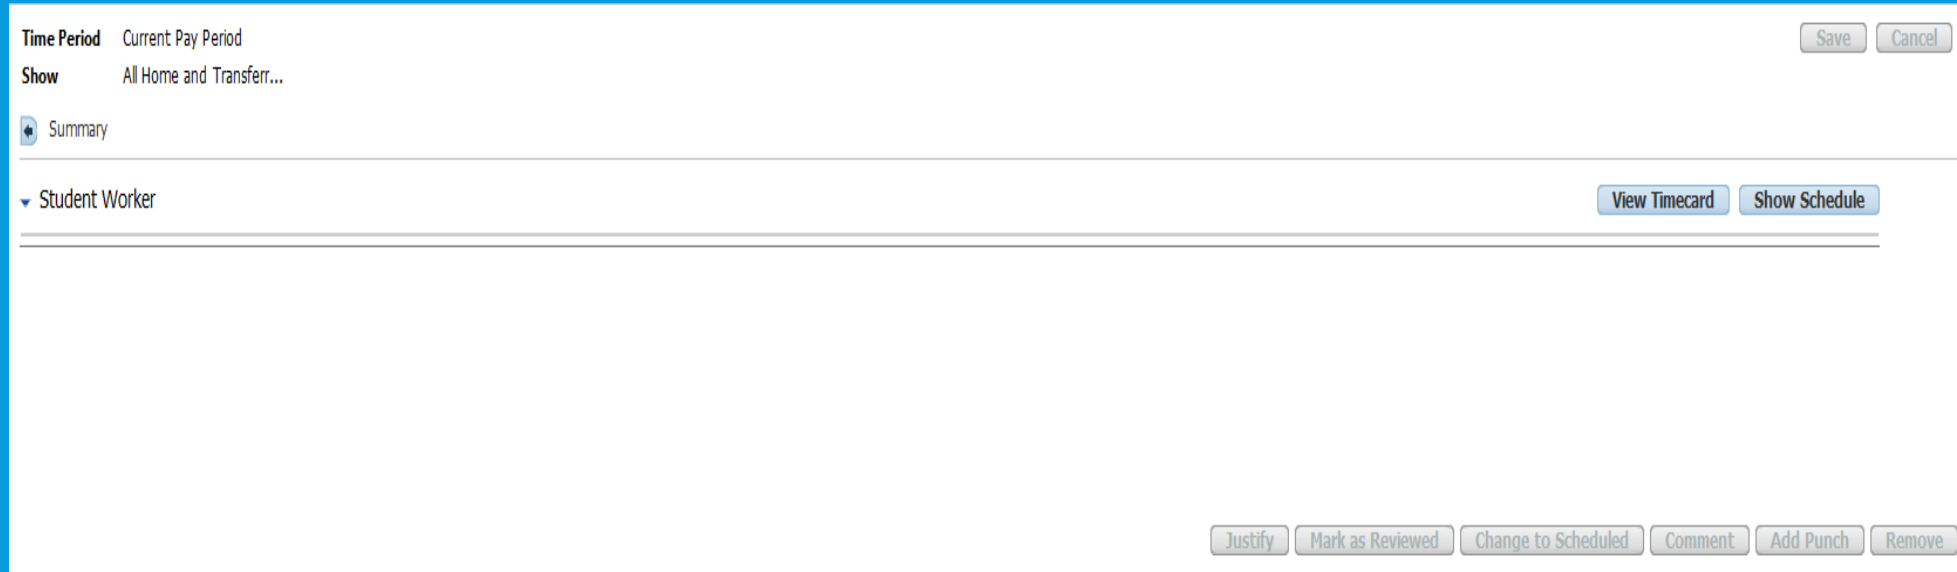 Time Period Current Pay Period Save Cancel
Show All Home and Transferr...
Summary
Student Worker View Timecard Show Schedule
Justify Mark as Reviewed Change to Scheduled Comment Add Punch Remove